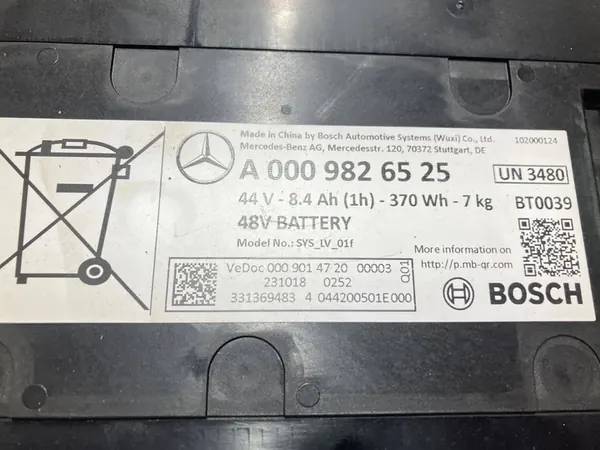 Made in China by Bosch Automotive Systems (Wuxi) Co., Ltd. 102000124
Mercedes-Benz AG, Mercedesstr. 120, 70372 Stuttgart, DE
A 000 982 65 25 UN 3480
44 V - 8.4 Ah (1h) - 370 Wh - 7 kg BT0039
48V BATTERY
Model No.: SYS_LV_01f
More information on
http://p.mb-qr.com
VeDoc 000 901 47 20 00003 Q01
231018 0252
331369483 4 044200501E000
BOSCH